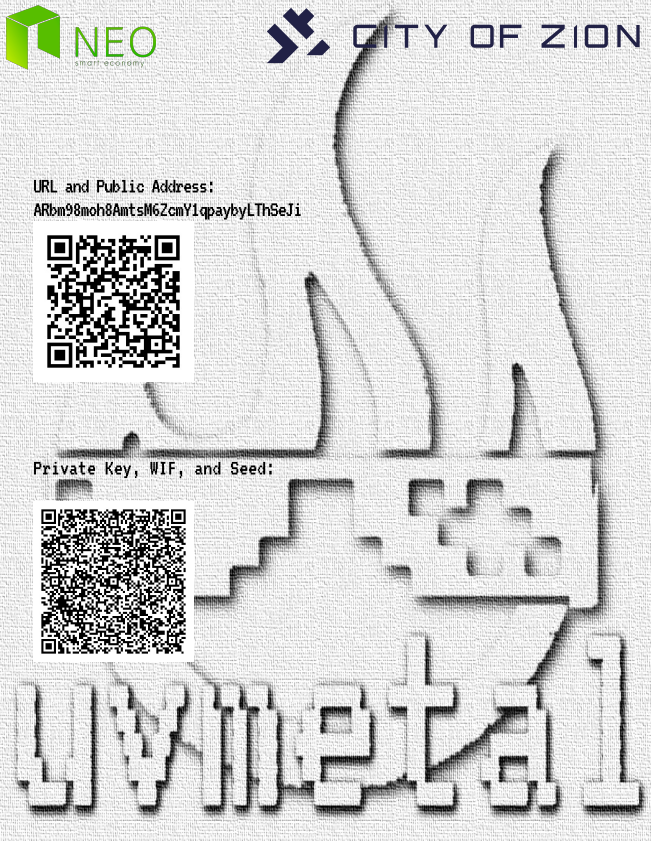 NEO
smart economy
CITY OF ZION
URL and Public Address:
ARbm98moh8AmtsM6ZcmY1qpaybyLThSeJi
Private Key, WIF, and Seed:
uvmetal